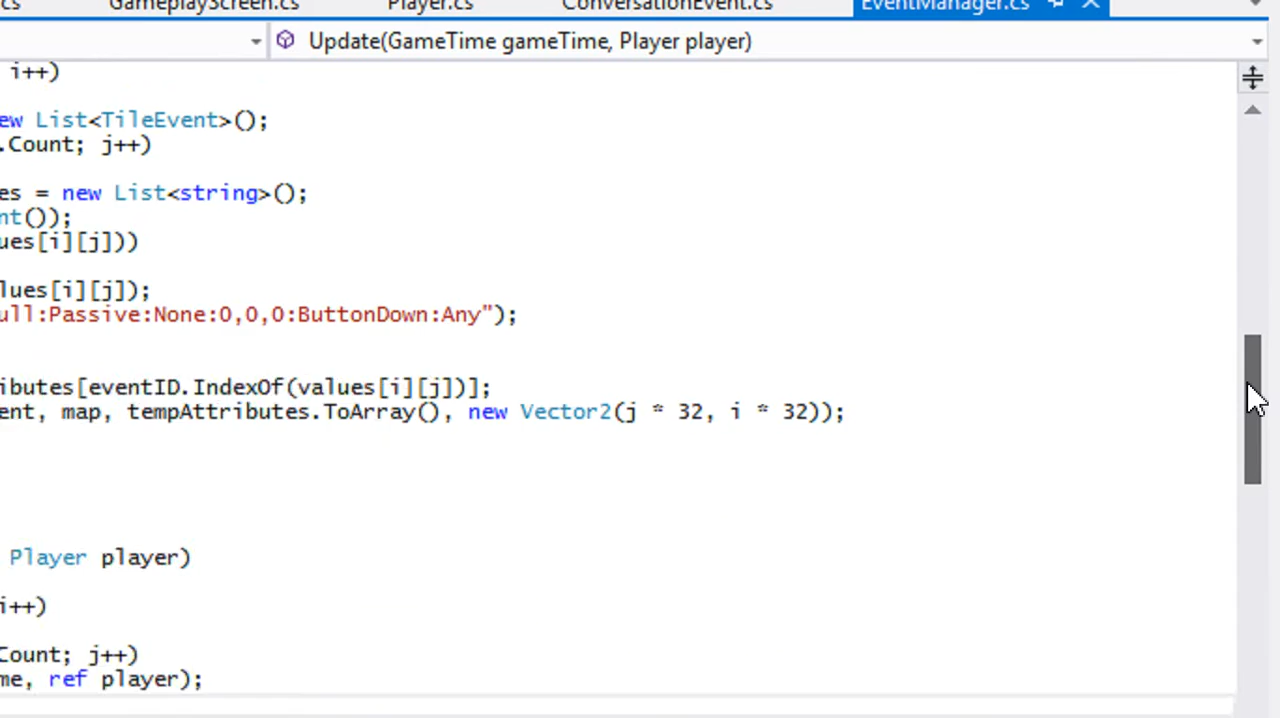 cs GameplayScreen.cs Player.cs ConversationEvent.cs EventManager.cs
Update(GameTime gameTime, Player player)
i++)
ew List<TileEvent>();
.Count; j++)
es = new List<string>();
nt());
ues[i][j]))
lues[i][j]);
ull:Passive:None:0,0,0:ButtonDown:Any");
ibutes[eventID.IndexOf(values[i][j])];
ent, map, tempAttributes.ToArray(), new Vector2(j * 32, i * 32));
Player player)
i++)
Count; j++)
me, ref player);